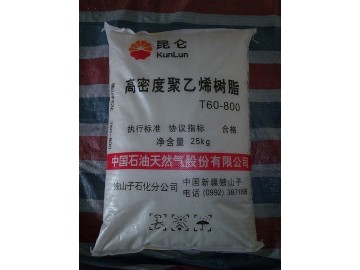 昆仑
KunLun
高密度聚乙烯树脂
T60-800
执行标准 协议指标 合格
净含量 25kg
中国石油天然气股份有限公司
独山子石化分公司 中国新疆独山子
电话(0992)